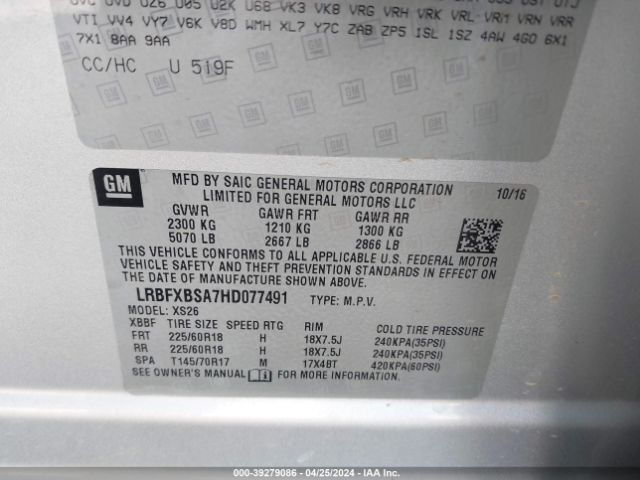 VTI VV4 VY7 V6K V8D WMH XL7 Y7C ZAB ZP5 1SL 1SZ 4AW 4G0 6X1
7X1 8AA 9AA
CC/HC U 519F
GM
MFD BY SAIC GENERAL MOTORS CORPORATION
LIMITED FOR GENERAL MOTORS LLC
10/16
GVWR GAWR FRT GAWR RR
2300 KG 1210 KG 1300 KG
5070 LB 2667 LB 2866 LB
THIS VEHICLE CONFORMS TO ALL APPLICABLE U.S. FEDERAL MOTOR
VEHICLE SAFETY AND THEFT PREVENTION STANDARDS IN EFFECT ON
THE DATE OF MANUFACTURE SHOWN ABOVE.
LRBFXBSA7HD077491 TYPE: M.P.V.
MODEL: XS26
XBBF TIRE SIZE SPEED RTG RIM COLD TIRE PRESSURE
FRT 225/60R18 H 18X7.5J 240KPA(35PSI)
RR 225/60R18 H 18X7.5J 240KPA(35PSI)
SPA T145/70R17 M 17X4BT 420KPA(60PSI)
SEE OWNER'S MANUAL FOR MORE INFORMATION.
000-39279086 - 04/25/2024 - IAA Inc.